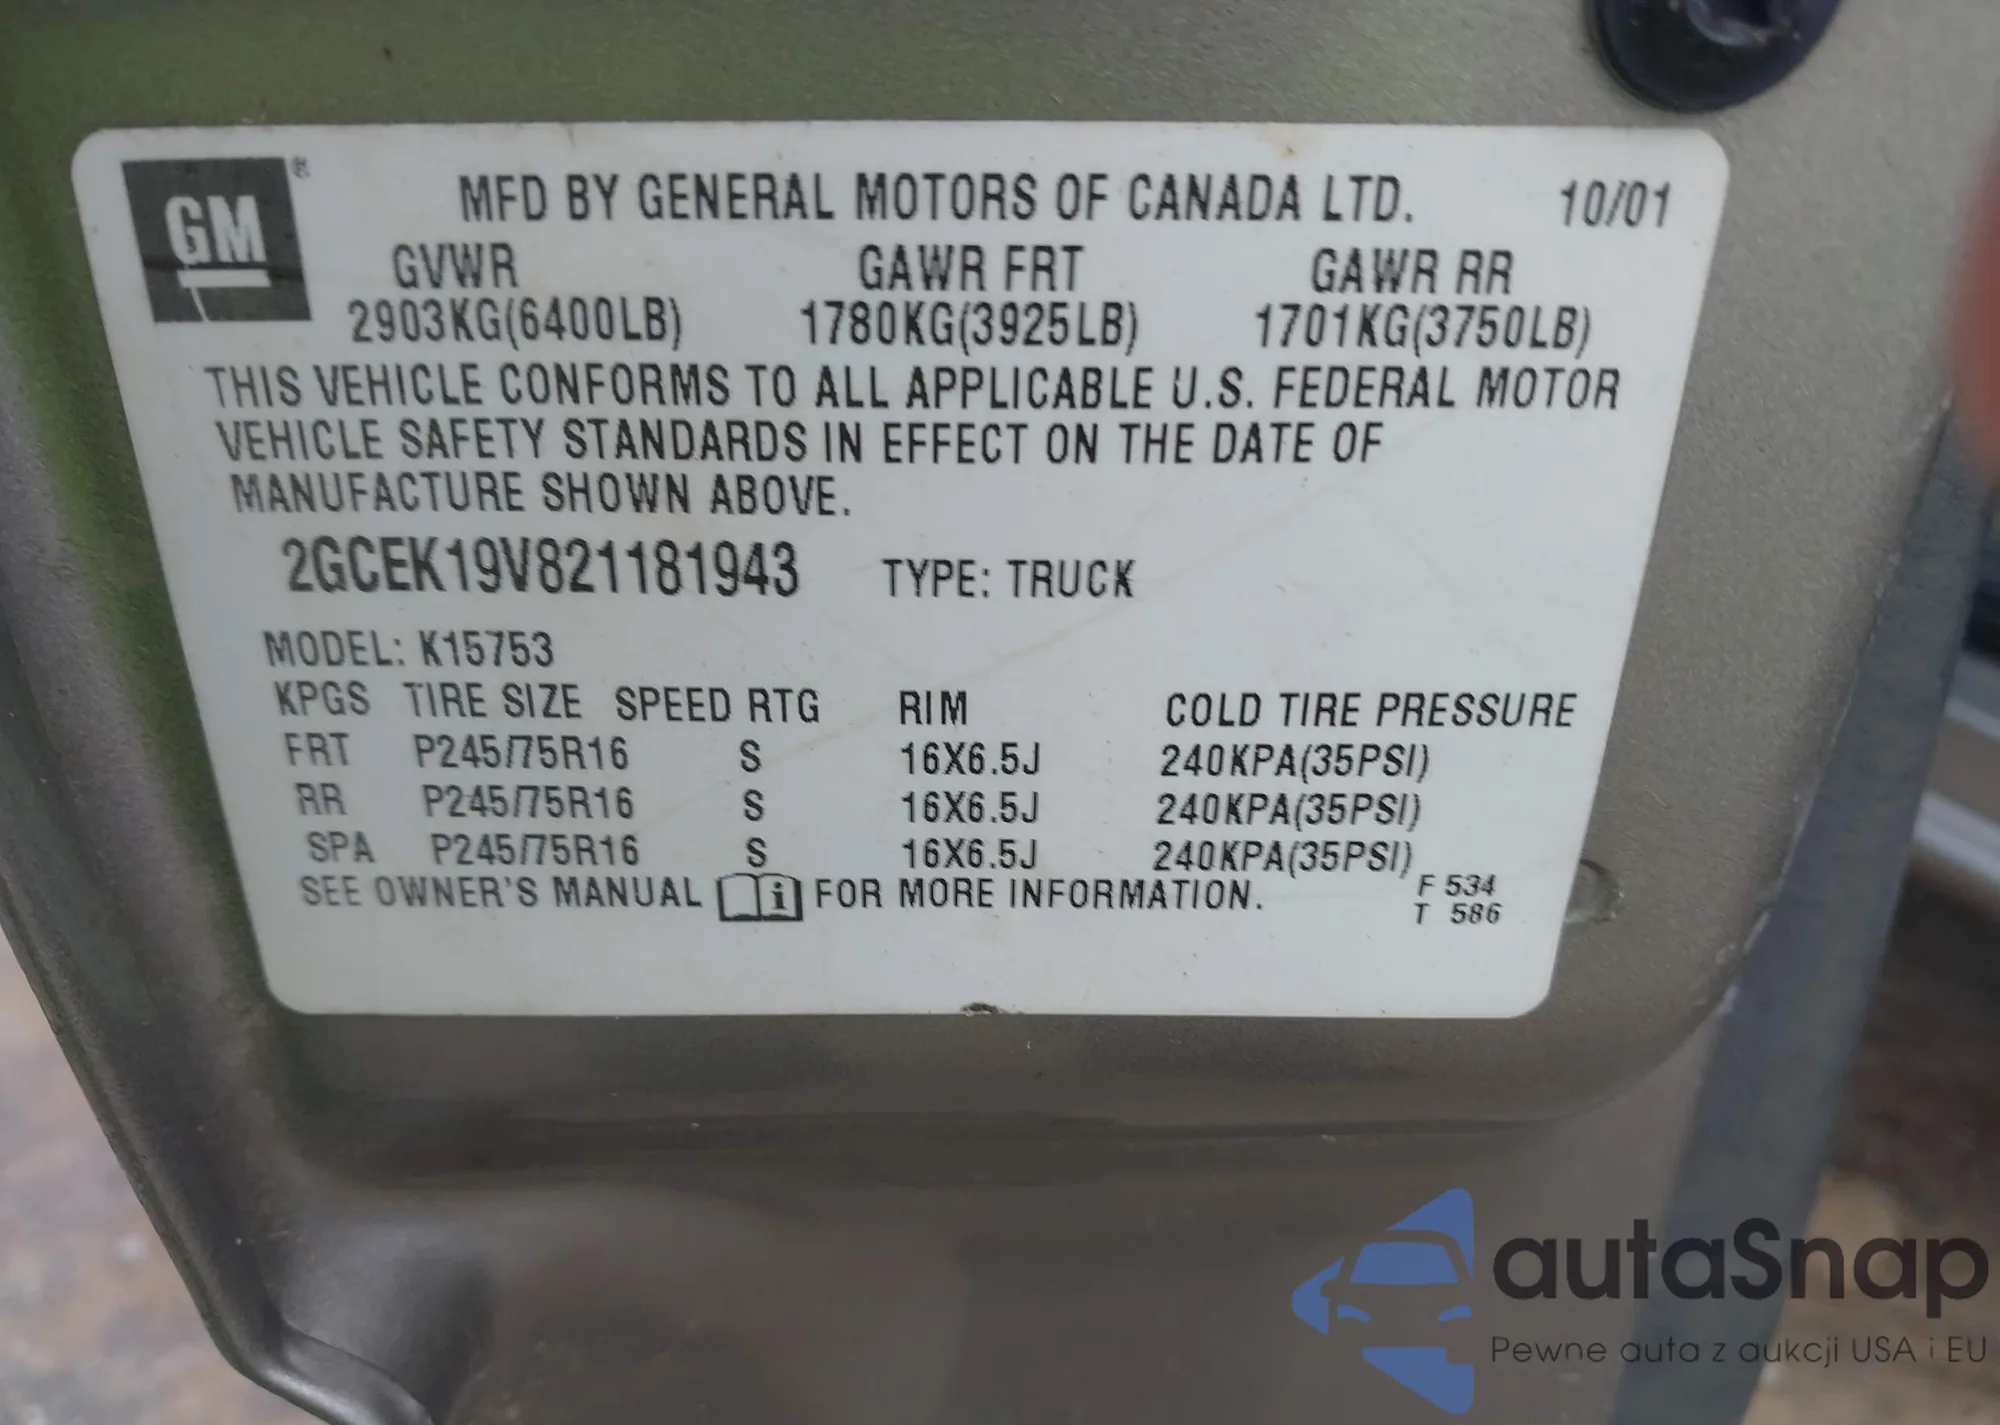 GM ®
MFD BY GENERAL MOTORS OF CANADA LTD. 10/01
GVWR GAWR FRT GAWR RR
2903KG(6400LB) 1780KG(3925LB) 1701KG(3750LB)
THIS VEHICLE CONFORMS TO ALL APPLICABLE U.S. FEDERAL MOTOR
VEHICLE SAFETY STANDARDS IN EFFECT ON THE DATE OF
MANUFACTURE SHOWN ABOVE.
2GCEK19V821181943 TYPE: TRUCK
MODEL: K15753
KPGS TIRE SIZE SPEED RTG RIM COLD TIRE PRESSURE
FRT P245/75R16 S 16X6.5J 240KPA(35PSI)
RR P245/75R16 S 16X6.5J 240KPA(35PSI)
SPA P245/75R16 S 16X6.5J 240KPA(35PSI)
SEE OWNER'S MANUAL i FOR MORE INFORMATION.
F 534
T 586
autaSnap
Pewne auta z aukcji USA i EU